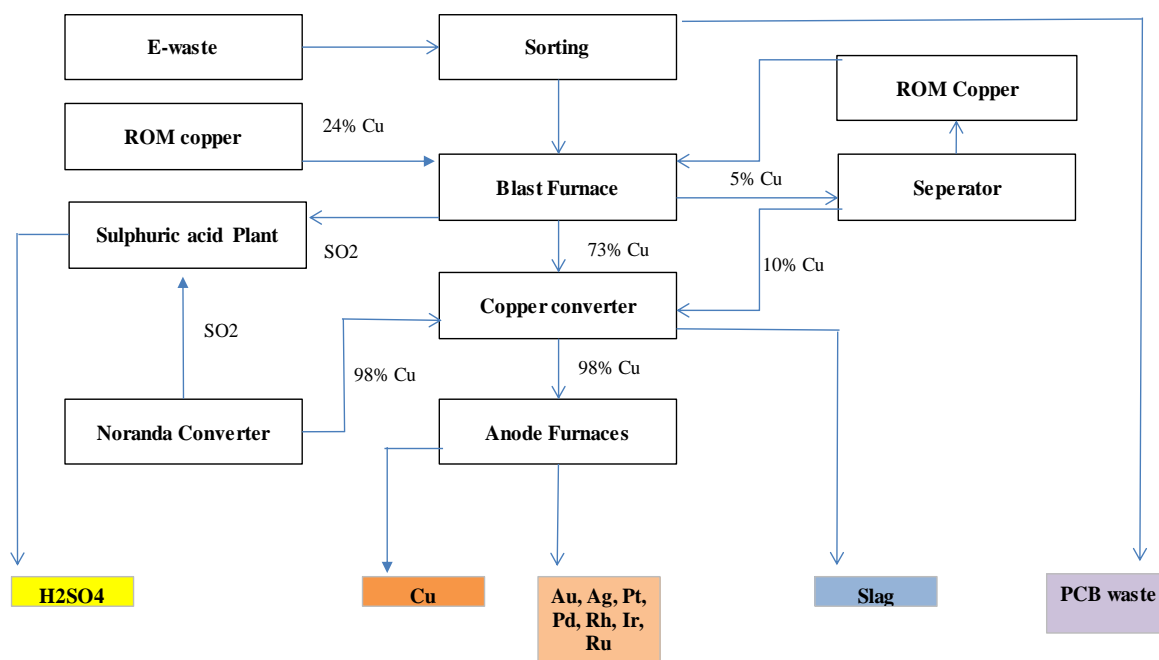 E-waste
Sorting
ROM Copper
ROM copper
24% Cu
Blast Furnace
5% Cu
Seperator
Sulphuric acid Plant
SO2
73% Cu
10% Cu
Copper converter
SO2
98% Cu
98% Cu
Noranda Converter
Anode Furnaces
H2SO4
Cu
Au, Ag, Pt,
Pd, Rh, Ir,
Ru
Slag
PCB waste